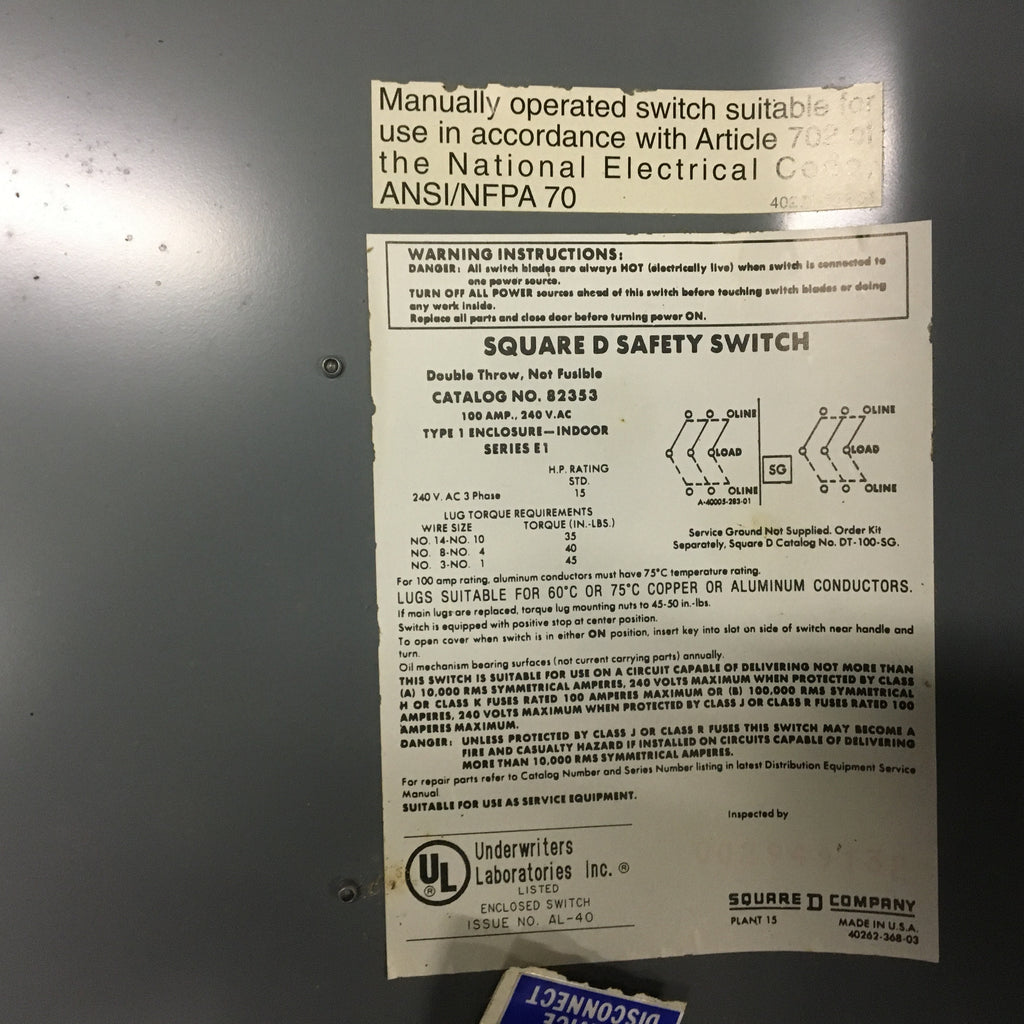 Manually operated switch suitable for
use in accordance with Article 702 of
the National Electrical Code,
ANSI/NFPA 70
WARNING INSTRUCTIONS:
DANGER: All switch blades are always HOT (electrically live) when switch is connected to
one power source.
TURN OFF ALL POWER sources ahead of this switch before touching switch blades or doing
any work inside.
Replace all parts and close door before turning power ON.
SQUARE D SAFETY SWITCH
Double Throw, Not Fusible
CATALOG NO. 82353
100 AMP., 240 V.AC
TYPE 1 ENCLOSURE—INDOOR
SERIES E1
H.P. RATING
STD.
240 V. AC 3 Phase 15
LUG TORQUE REQUIREMENTS
WIRE SIZE TORQUE (IN.-LBS.)
NO. 14-NO. 10 35
NO. 8-NO. 4 40
NO. 3-NO. 1 45
LINE LINE
LOAD LOAD
SG
LINE LINE
A-40005-283-01
Service Ground Not Supplied. Order Kit
Separately, Square D Catalog No. DT-100-SG.
For 100 amp rating, aluminum conductors must have 75°C temperature rating.
LUGS SUITABLE FOR 60°C OR 75°C COPPER OR ALUMINUM CONDUCTORS.
If main lugs are replaced, torque lug mounting nuts to 45-50 in.-lbs.
Switch is equipped with positive stop at center position.
To open cover when switch is in either ON position, insert key into slot on side of switch near handle and
turn.
Oil mechanism bearing surfaces (not current carrying parts) annually.
THIS SWITCH IS SUITABLE FOR USE ON A CIRCUIT CAPABLE OF DELIVERING NOT MORE THAN
(A) 10,000 RMS SYMMETRICAL AMPERES, 240 VOLTS MAXIMUM WHEN PROTECTED BY CLASS
H OR CLASS K FUSES RATED 100 AMPERES MAXIMUM OR (B) 100,000 RMS SYMMETRICAL
AMPERES, 240 VOLTS MAXIMUM WHEN PROTECTED BY CLASS J OR CLASS R FUSES RATED 100
AMPERES MAXIMUM.
DANGER: UNLESS PROTECTED BY CLASS J OR CLASS R FUSES THIS SWITCH MAY BECOME A
FIRE AND CASUALTY HAZARD IF INSTALLED ON CIRCUITS CAPABLE OF DELIVERING
MORE THAN 10,000 RMS SYMMETRICAL AMPERES.
For repair parts refer to Catalog Number and Series Number listing in latest Distribution Equipment Service
Manual
SUITABLE FOR USE AS SERVICE EQUIPMENT.
Inspected by
UL ®
Underwriters
Laboratories Inc.®
LISTED
ENCLOSED SWITCH
ISSUE NO. AL-40
SQUARE D COMPANY
PLANT 15 MADE IN U.S.A.
40262-368-03
DISCONNECT